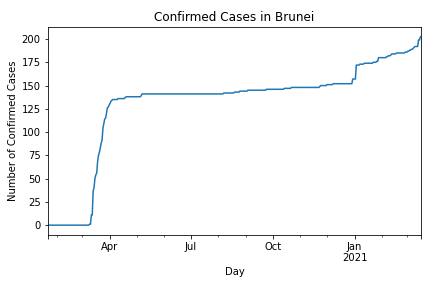 Confirmed Cases in Brunei
Number of Confirmed Cases
200
175
150
125
100
75
50
25
0
Apr
Jul
Oct
Jan
2021
Day